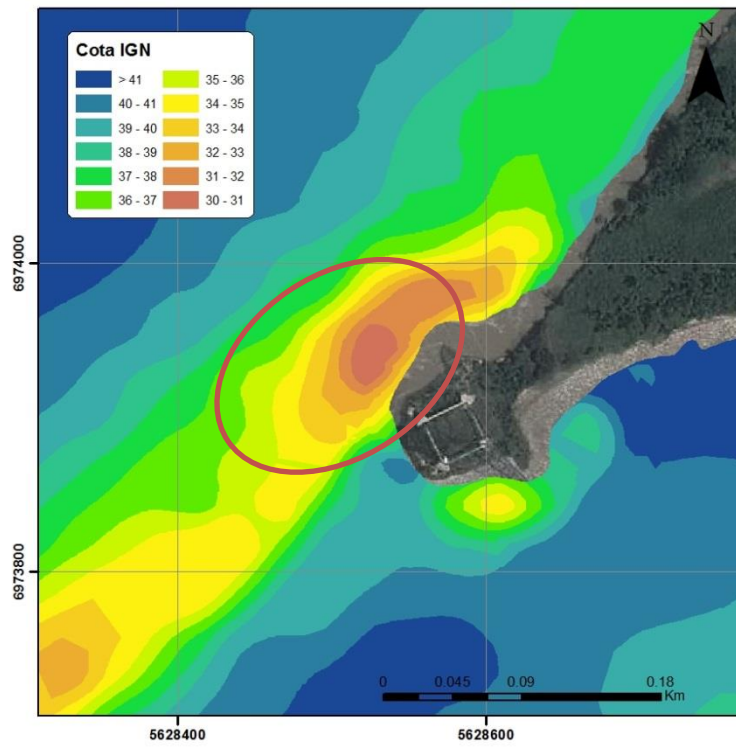 Cota IGN
> 41
40 - 41
39 - 40
38 - 39
37 - 38
36 - 37
35 - 36
34 - 35
33 - 34
32 - 33
31 - 32
30 - 31
N
6974000
6973800
0 0.045 0.09 0.18
Km
5628400 5628600